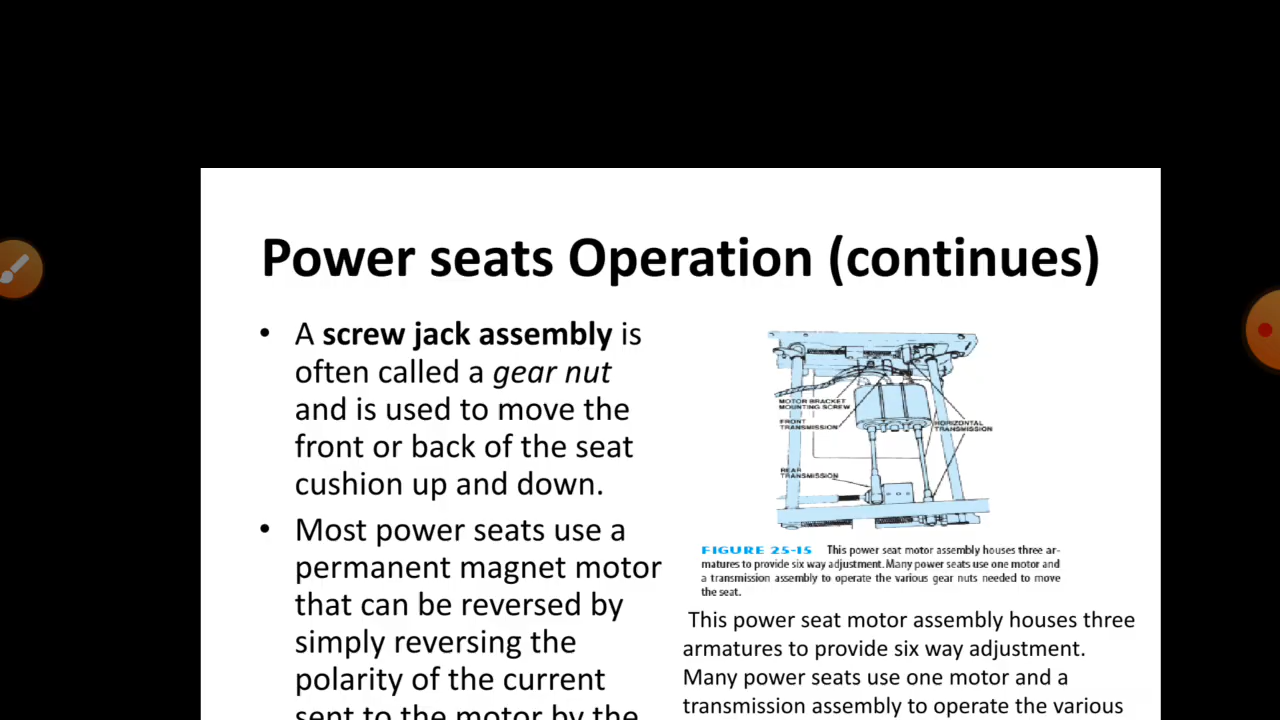 Power seats Operation (continues)
• A screw jack assembly is
often called a gear nut
and is used to move the
front or back of the seat
cushion up and down.
• Most power seats use a
permanent magnet motor
that can be reversed by
simply reversing the
polarity of the current
sent to the motor by the
MOTOR BRACKET
MOUNTING SCREW
FRONT
TRANSMISSION
HORIZONTAL
TRANSMISSION
REAR
TRANSMISSION
FIGURE 25-15 This power seat motor assembly houses three ar-
matures to provide six way adjustment. Many power seats use one motor and
a transmission assembly to operate the various gear nuts needed to move
the seat.
This power seat motor assembly houses three
armatures to provide six way adjustment.
Many power seats use one motor and a
transmission assembly to operate the various